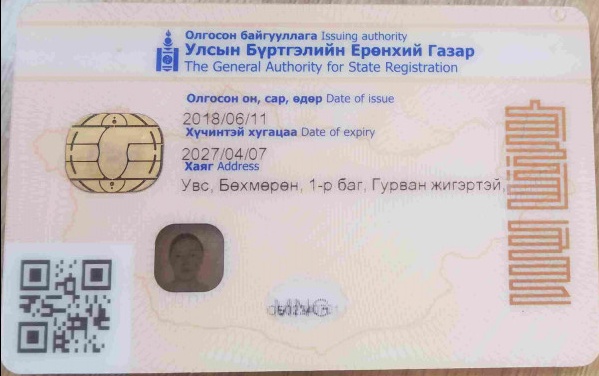 Олгосон байгууллага Issuing authority
Улсын Бүртгэлийн Ерөнхий Газар
The General Authority for State Registration
Олгосон он, сар, өдөр Date of issue
2018/06/11
Хүчинтэй хугацаа Date of expiry
2027/04/07
Хаяг Address
Увс, Бөхмөрөн, 1-р баг, Гурван жигэртэй,
MNG